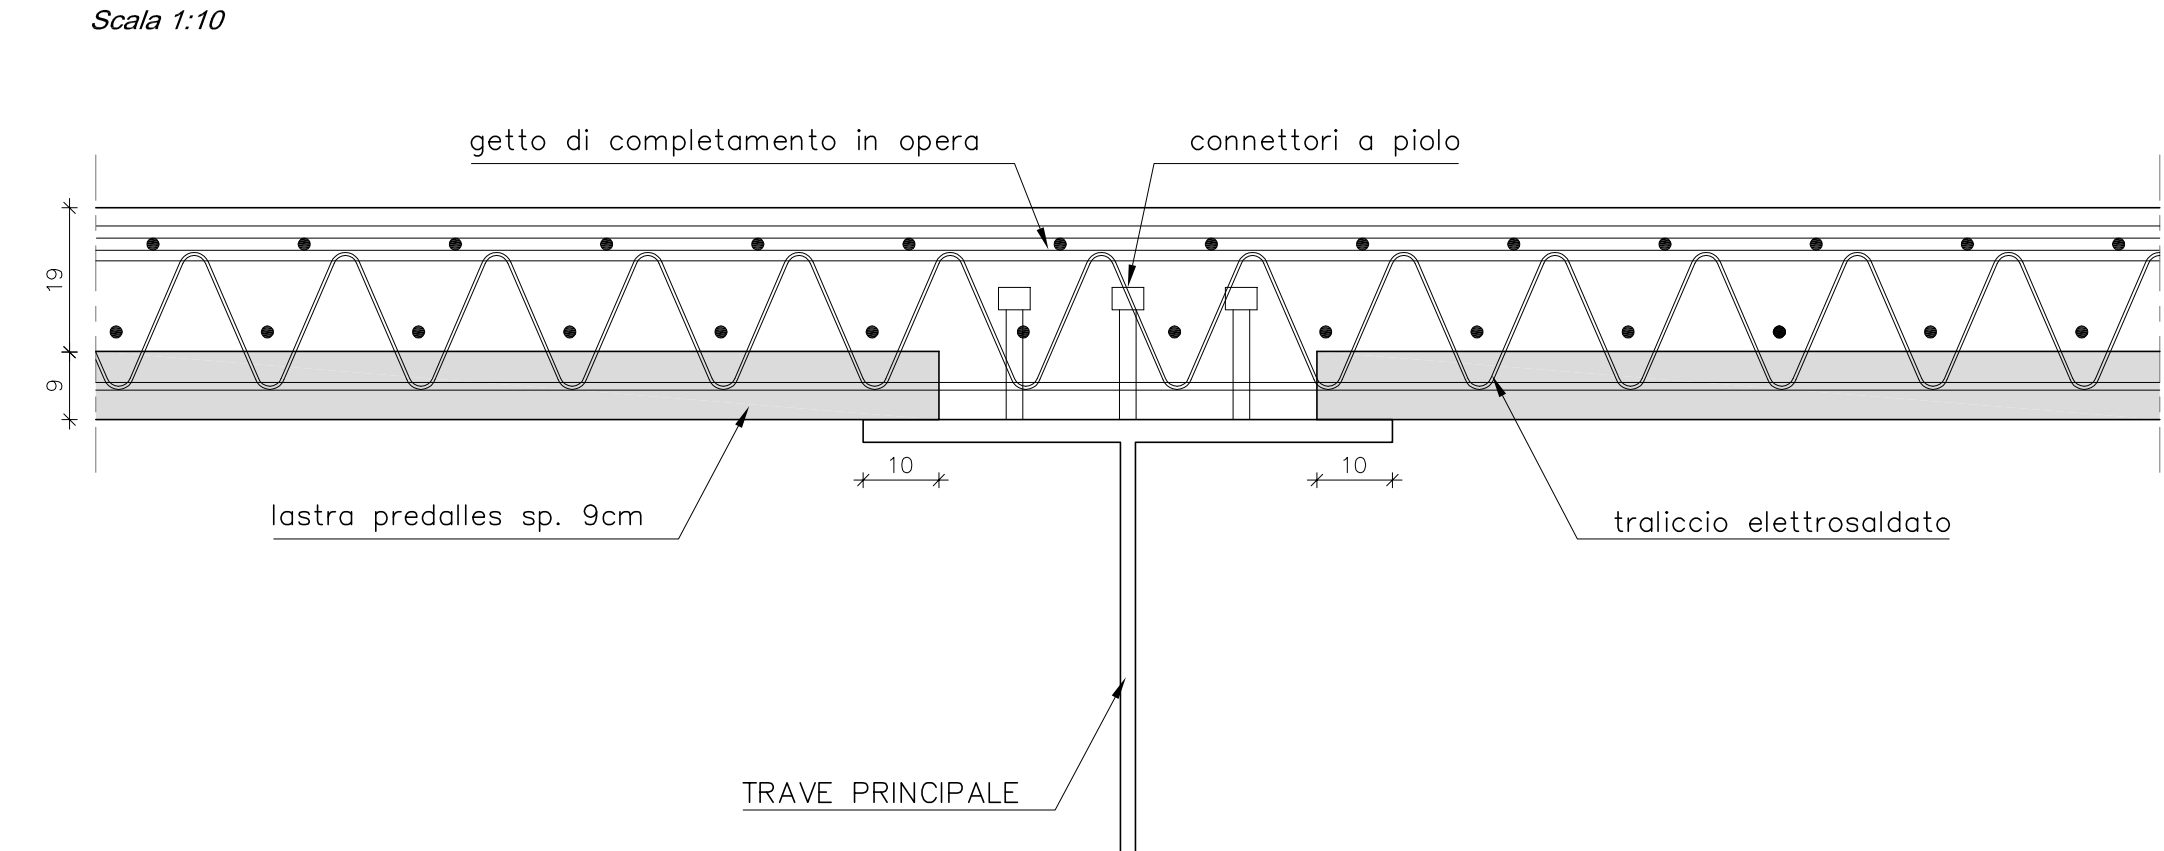 Scala 1:10
getto di completamento in opera
connettori a piolo
19
9
10
10
lastra predalles sp. 9cm
traliccio elettrosaldato
TRAVE PRINCIPALE